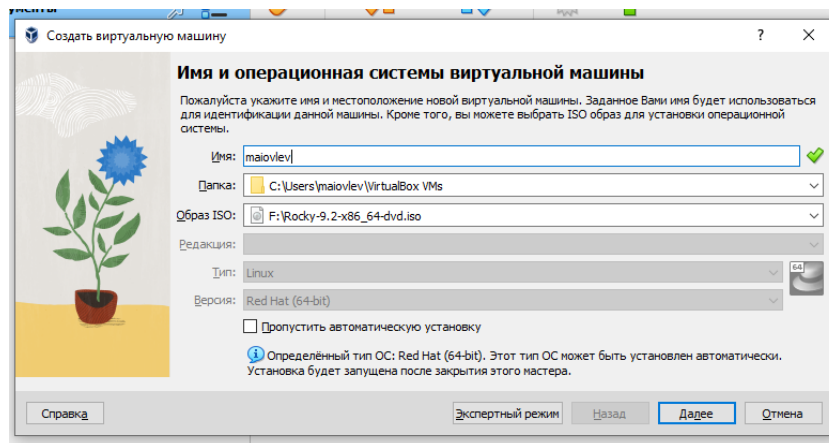 Создать виртуальную машину
?
Имя и операционная системы виртуальной машины
Пожалуйста укажите имя и местоположение новой виртуальной машины. Заданное Вами имя будет использоваться
для идентификации данной машины. Кроме того, вы можете выбрать ISO образ для установки операционной
системы.
Имя: maiovlev
Папка: C:\Users\maiovlev\VirtualBox VMs
Образ ISO: F:\Rocky-9.2-x86_64-dvd.iso
Редакция:
Тип: Linux
64
Версия: Red Hat (64-bit)
Пропустить автоматическую установку
Определённый тип ОС: Red Hat (64-bit). Этот тип ОС может быть установлен автоматически.
Установка будет запущена после закрытия этого мастера.
Справка Экспертный режим Назад Далее Отмена